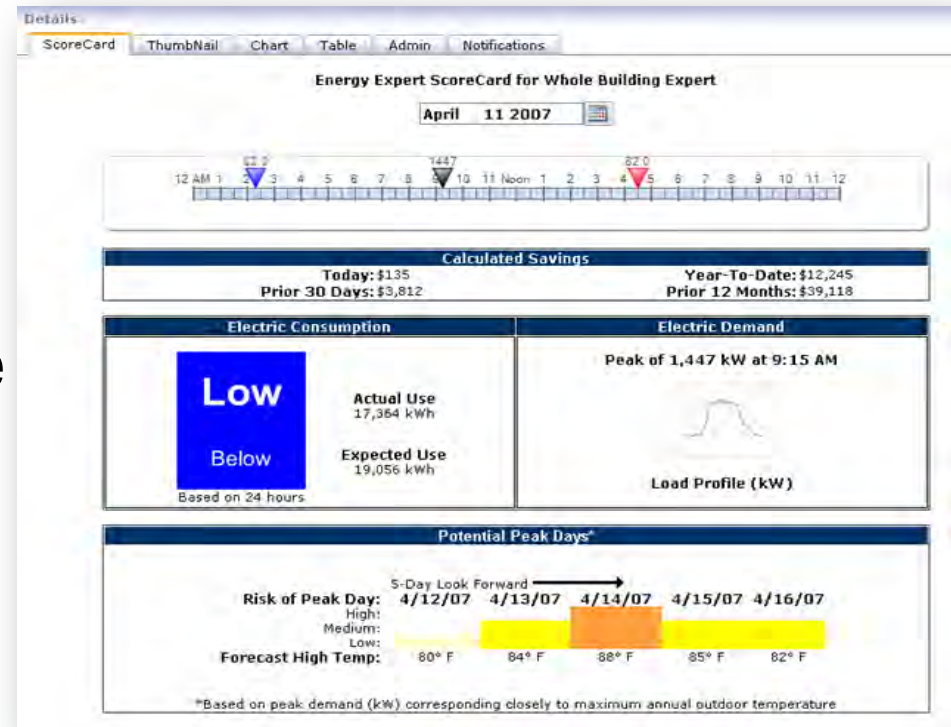 Details
ScoreCard ThumbNail Chart Table Admin Notifications
Energy Expert ScoreCard for Whole Building Expert
April 11 2007
1447 82.0
12 AM 1 2 3 4 5 6 7 8 9 10 11 Noon 1 2 3 4 5 6 7 8 9 10 11 12
Calculated Savings
Today: $135 Year-To-Date: $12,245
Prior 30 Days: $3,812 Prior 12 Months: $39,118
Electric Consumption Electric Demand
Peak of 1,447 kW at 9:15 AM
e
Low
Actual Use
17,364 kWh
Below
Expected Use
19,056 kWh
Load Profile (kW)
Based on 24 hours
Potential Peak Days*
5-Day Look Forward
Risk of Peak Day: 4/12/07 4/13/07 4/14/07 4/15/07 4/16/07
High:
Medium:
Low:
Forecast High Temp: 80° F 84° F 88° F 85° F 82° F
*Based on peak demand (kW) corresponding closely to maximum annual outdoor temperature